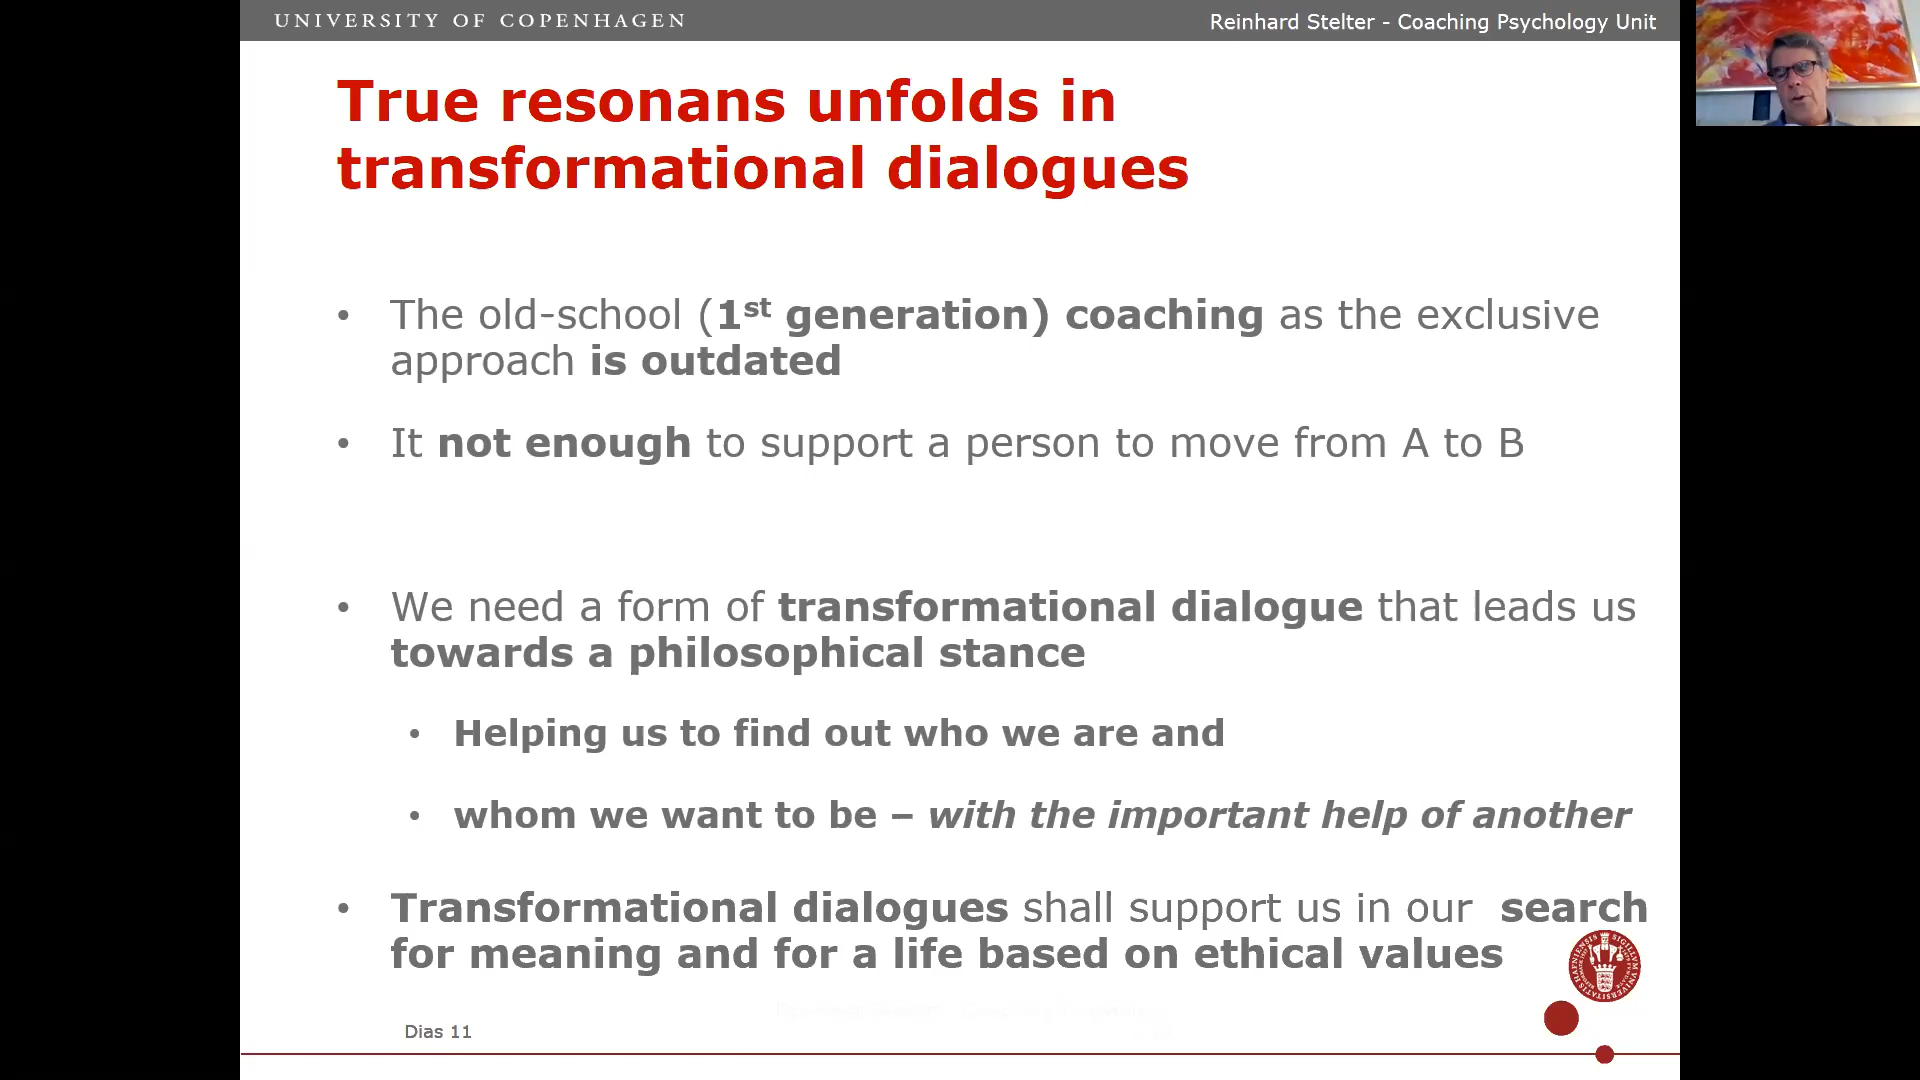 UNIVERSITY OF COPENHAGEN
Reinhard Stelter - Coaching Psychology Unit
True resonans unfolds in
transformational dialogues
• The old-school (1st generation) coaching as the exclusive
approach is outdated
• It not enough to support a person to move from A to B
• We need a form of transformational dialogue that leads us
towards a philosophical stance
• Helping us to find out who we are and
• whom we want to be – with the important help of another
• Transformational dialogues shall support us in our search
for meaning and for a life based on ethical values
Dias 11